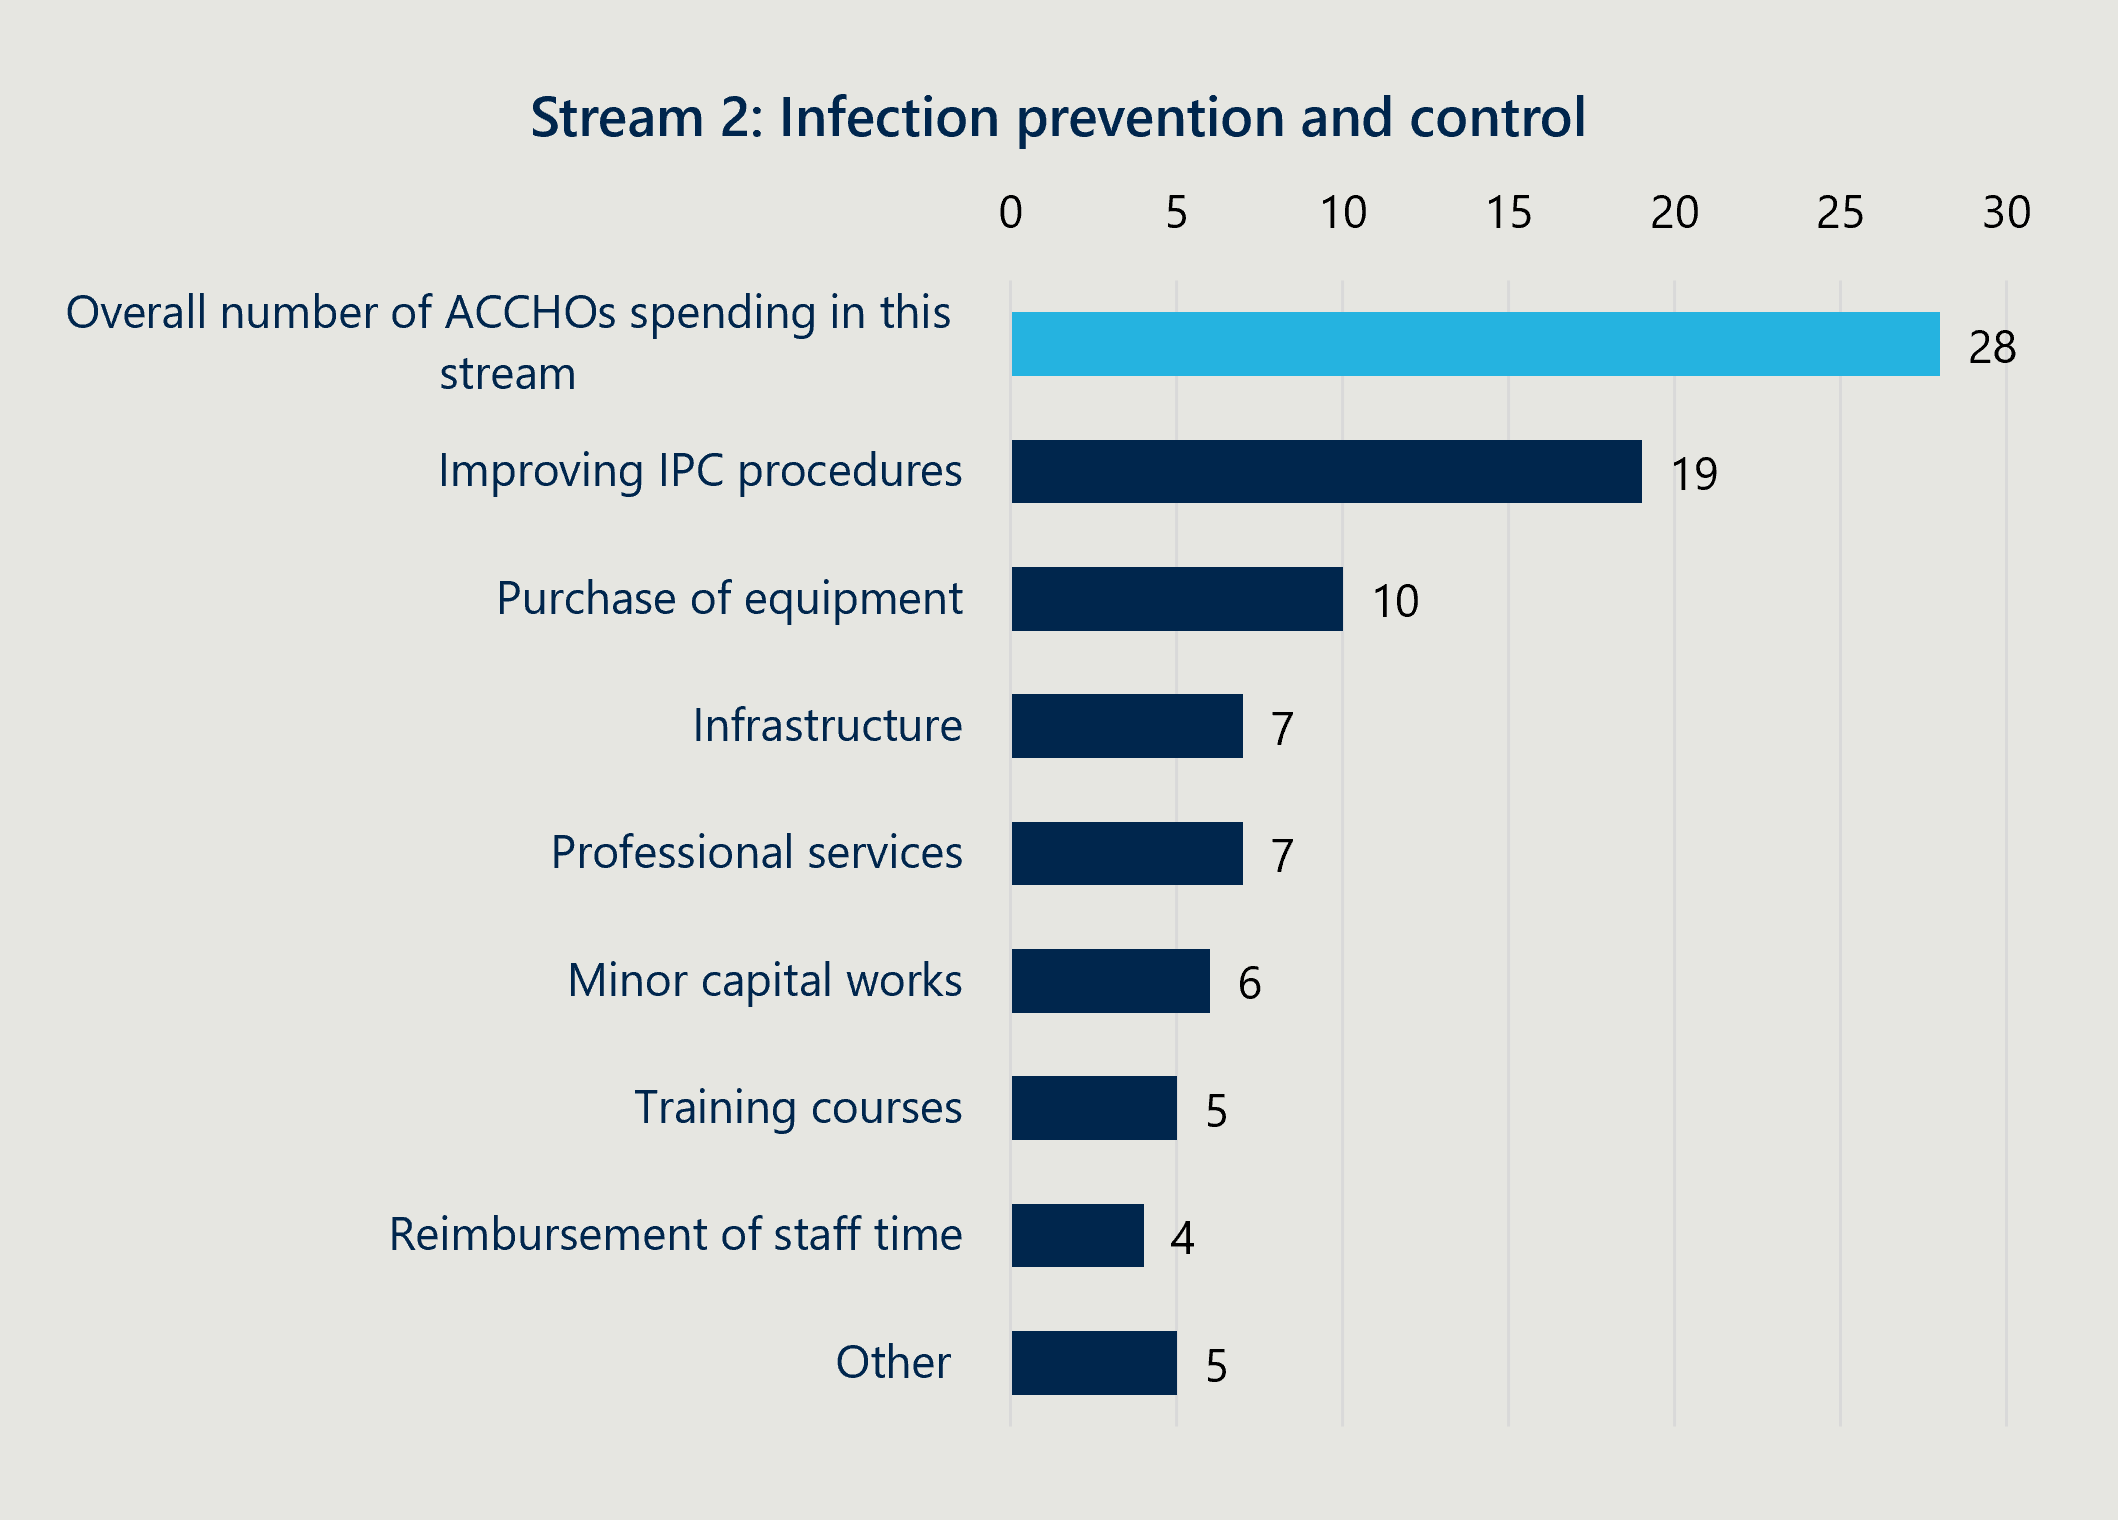 Stream 2: Infection prevention and control
0 5 10 15 20 25 30
Overall number of ACCHOs spending in this
stream
28
Improving IPC procedures 19
Purchase of equipment 10
Infrastructure 7
Professional services 7
Minor capital works 6
Training courses 5
Reimbursement of staff time 4
Other 5